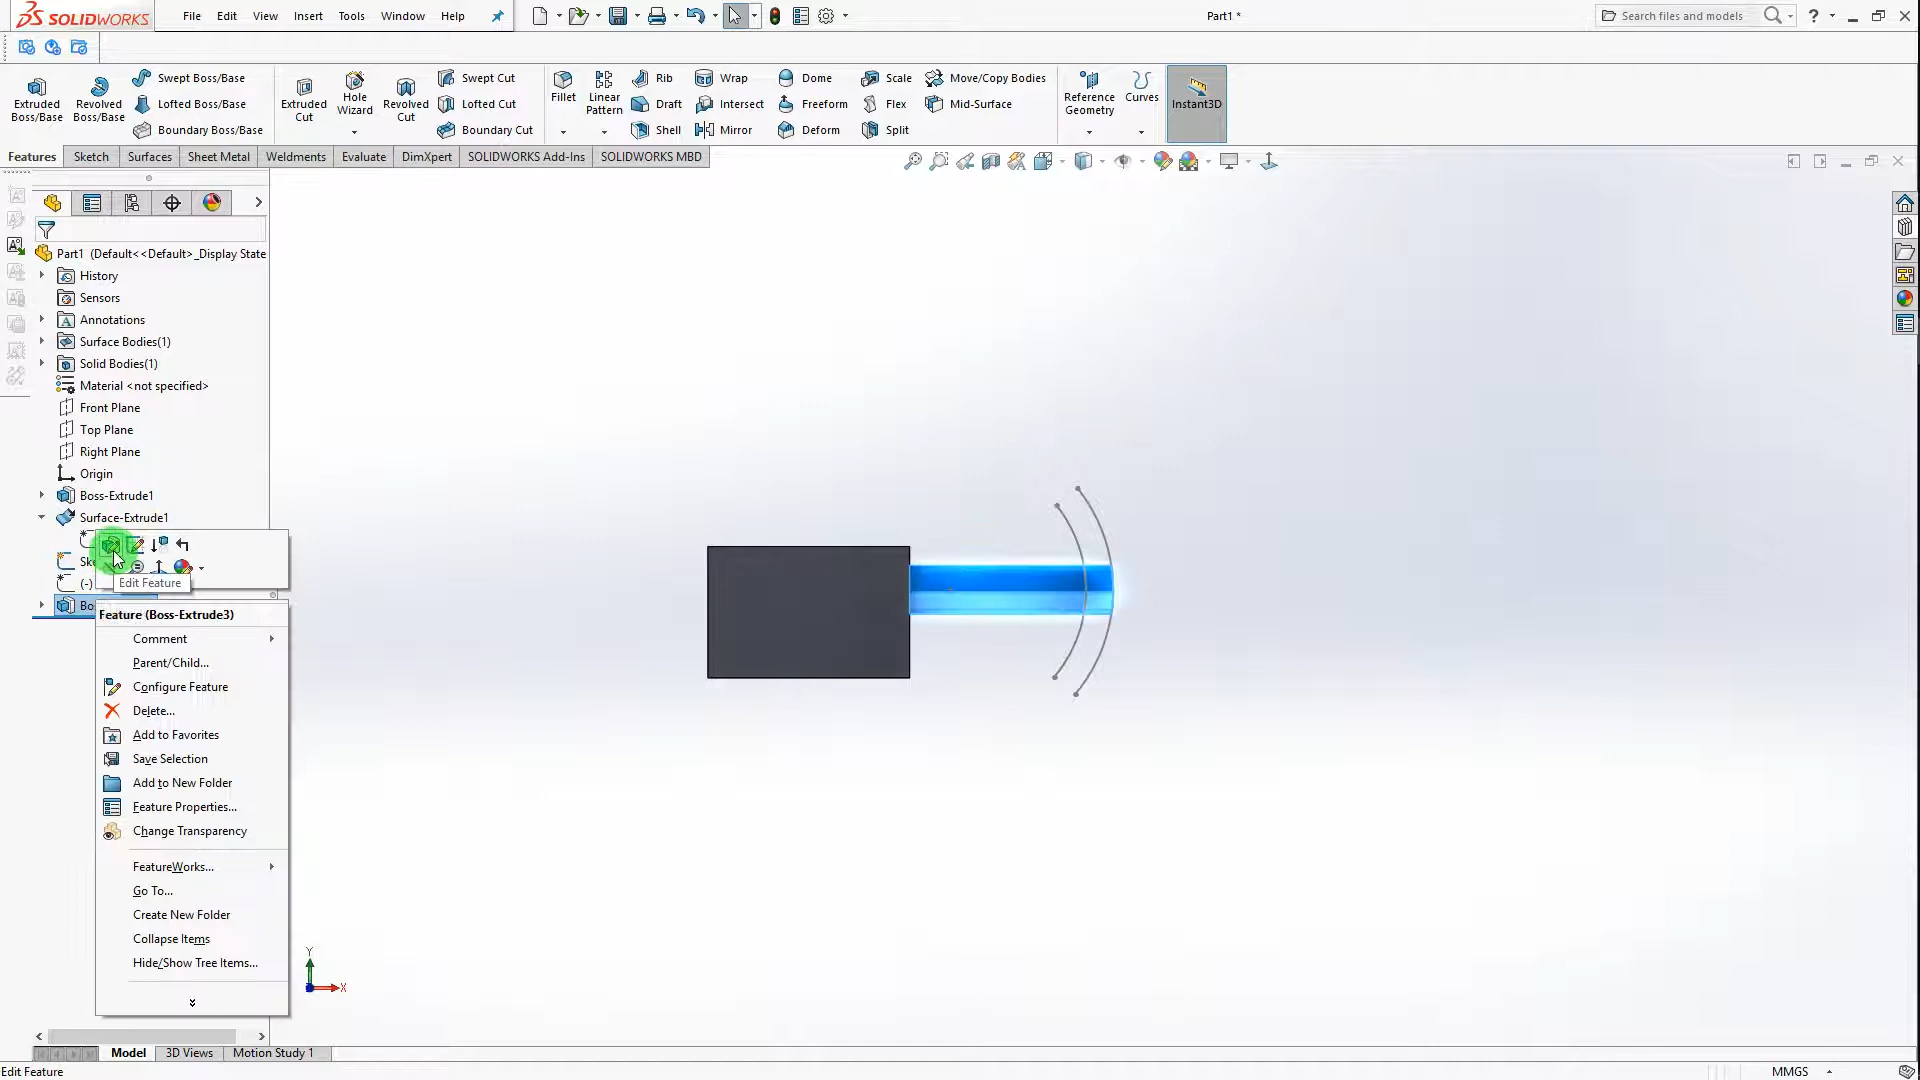 SOLIDWORKS
File Edit View Insert Tools Window Help
Part1 *
Search files and models
Extruded Boss/Base
Revolved Boss/Base
Swept Boss/Base
Lofted Boss/Base
Boundary Boss/Base
Extruded Cut
Hole Wizard
Revolved Cut
Swept Cut
Lofted Cut
Boundary Cut
Fillet
Linear Pattern
Rib
Draft
Shell
Wrap
Intersect
Mirror
Dome
Freeform
Deform
Scale
Flex
Split
Move/Copy Bodies
Mid-Surface
Reference Geometry
Curves
Instant3D
Features Sketch Surfaces Sheet Metal Weldments Evaluate DimXpert SOLIDWORKS Add-Ins SOLIDWORKS MBD
Part1 (Default<<Default>_Display State
History
Sensors
Annotations
Surface Bodies(1)
Solid Bodies(1)
Material <not specified>
Front Plane
Top Plane
Right Plane
Origin
Boss-Extrude1
Surface-Extrude1
Ske
(-)
Bos
Edit Feature
Feature (Boss-Extrude3)
Comment
Parent/Child...
Configure Feature
Delete...
Add to Favorites
Save Selection
Add to New Folder
Feature Properties...
Change Transparency
FeatureWorks...
Go To...
Create New Folder
Collapse Items
Hide/Show Tree Items...
Y
X
Model 3D Views Motion Study 1
Edit Feature
MMGS